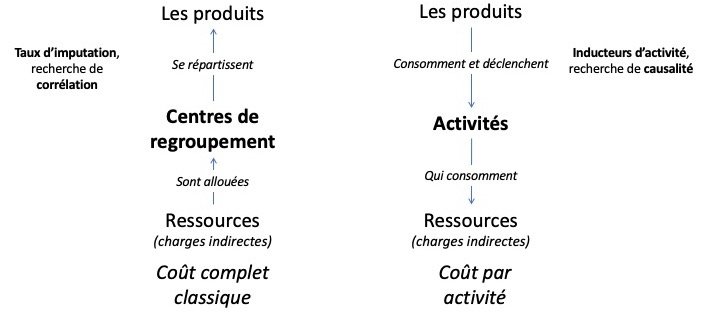 Les produits
Taux d’imputation,
recherche de
corrélation
Se répartissent
Centres de
regroupement
Sont allouées
Ressources
(charges indirectes)
Coût complet
classique
Les produits
Consomment et déclenchent
Inducteurs d’activité,
recherche de causalité
Activités
Qui consomment
Ressources
(charges indirectes)
Coût par
activité